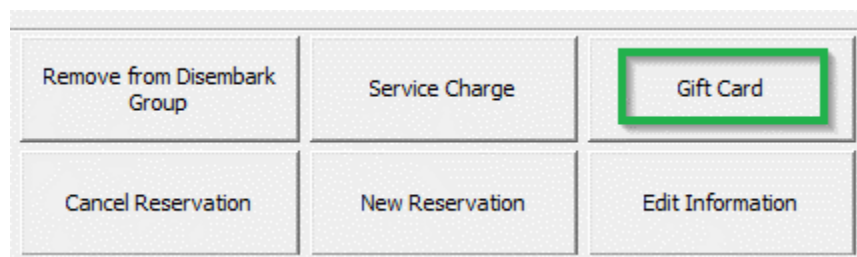 Remove from Disembark
Group
Service Charge
Gift Card
Cancel Reservation
New Reservation
Edit Information